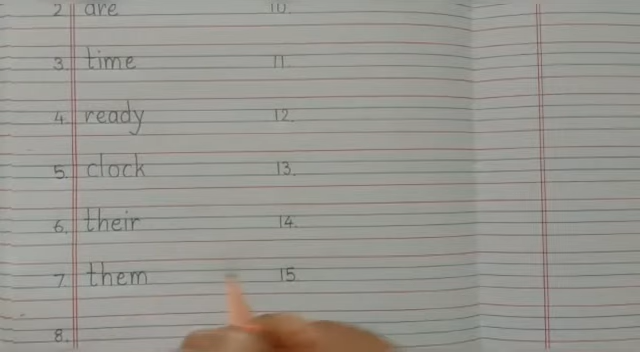 2 are 10.
3. time 11.
4. ready 12.
5. clock 13.
6. their 14.
7. them 15.
8.